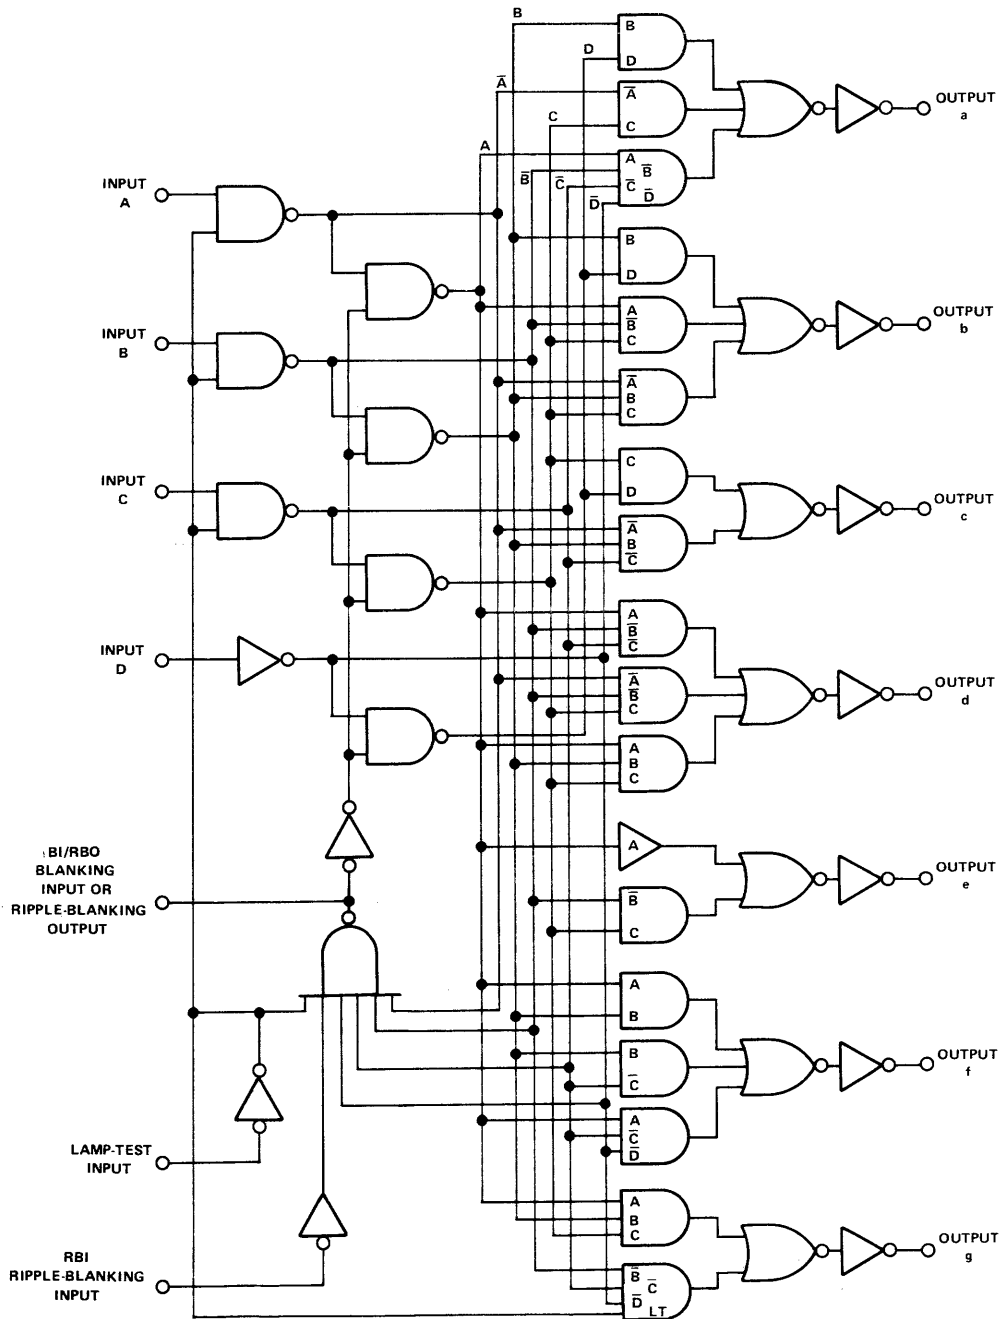 B
B
D
D
OUTPUT
a
A̅
A̅
C
C
A
A
B̅
B̅
C̅
C̅
D̅
D̅
INPUT
A
B
D
A
B̅
C
OUTPUT
b
INPUT
B
A̅
B
C
C
D
OUTPUT
c
INPUT
C
A̅
B
C̅
A
B̅
C̅
INPUT
D
A̅
B̅
C
OUTPUT
d
A
B
C
A
OUTPUT
e
BI/RBO
BLANKING
INPUT OR
RIPPLE-BLANKING
OUTPUT
B̅
C
A
B
B
C̅
OUTPUT
f
A
C̅
D̅
LAMP-TEST
INPUT
A
B
C
OUTPUT
g
RBI
RIPPLE-BLANKING
INPUT
B̅
C̅
D̅
LT